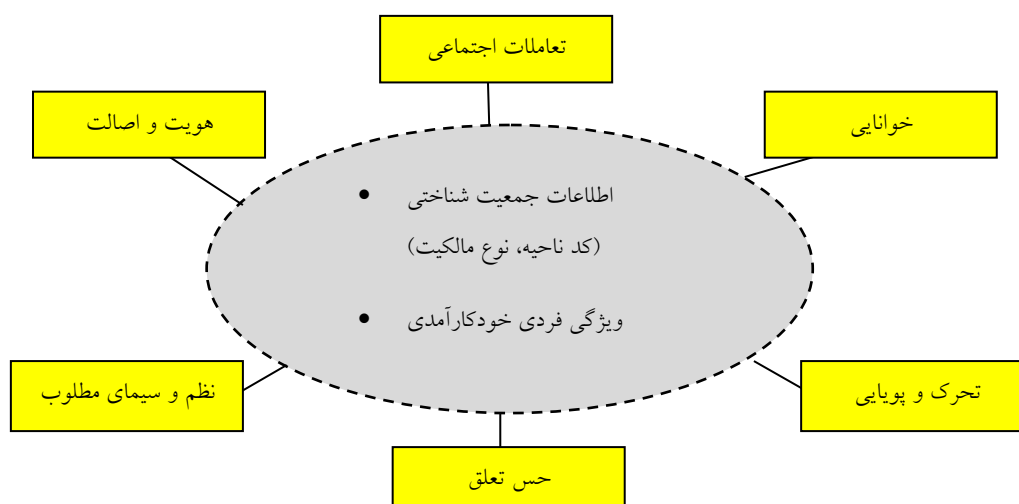 تعاملات اجتماعی
خوانایی
هویت و اصالت
• اطلاعات جمعیت شناختی
(کد ناحیه، نوع مالکیت)
• ویژگی فردی خودکارآمدی
تحرک و پویایی
نظم و سیمای مطلوب
حس تعلق